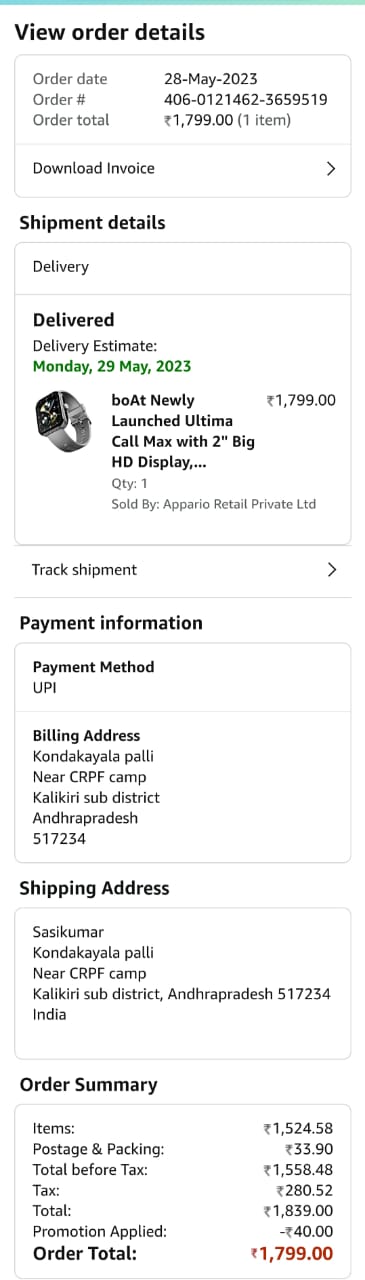 View order details
Order date 28-May-2023
Order # 406-0121462-3659519
Order total ₹1,799.00 (1 item)
Download Invoice
Shipment details
Delivery
Delivered
Delivery Estimate:
Monday, 29 May, 2023
boAt Newly ₹1,799.00
Launched Ultima
Call Max with 2" Big
HD Display,...
Qty: 1
Sold By: Appario Retail Private Ltd
Track shipment
Payment information
Payment Method
UPI
Billing Address
Kondakayala palli
Near CRPF camp
Kalikiri sub district
Andhrapradesh
517234
Shipping Address
Sasikumar
Kondakayala palli
Near CRPF camp
Kalikiri sub district, Andhrapradesh 517234
India
Order Summary
Items: ₹1,524.58
Postage & Packing: ₹33.90
Total before Tax: ₹1,558.48
Tax: ₹280.52
Total: ₹1,839.00
Promotion Applied: -₹40.00
Order Total: ₹1,799.00